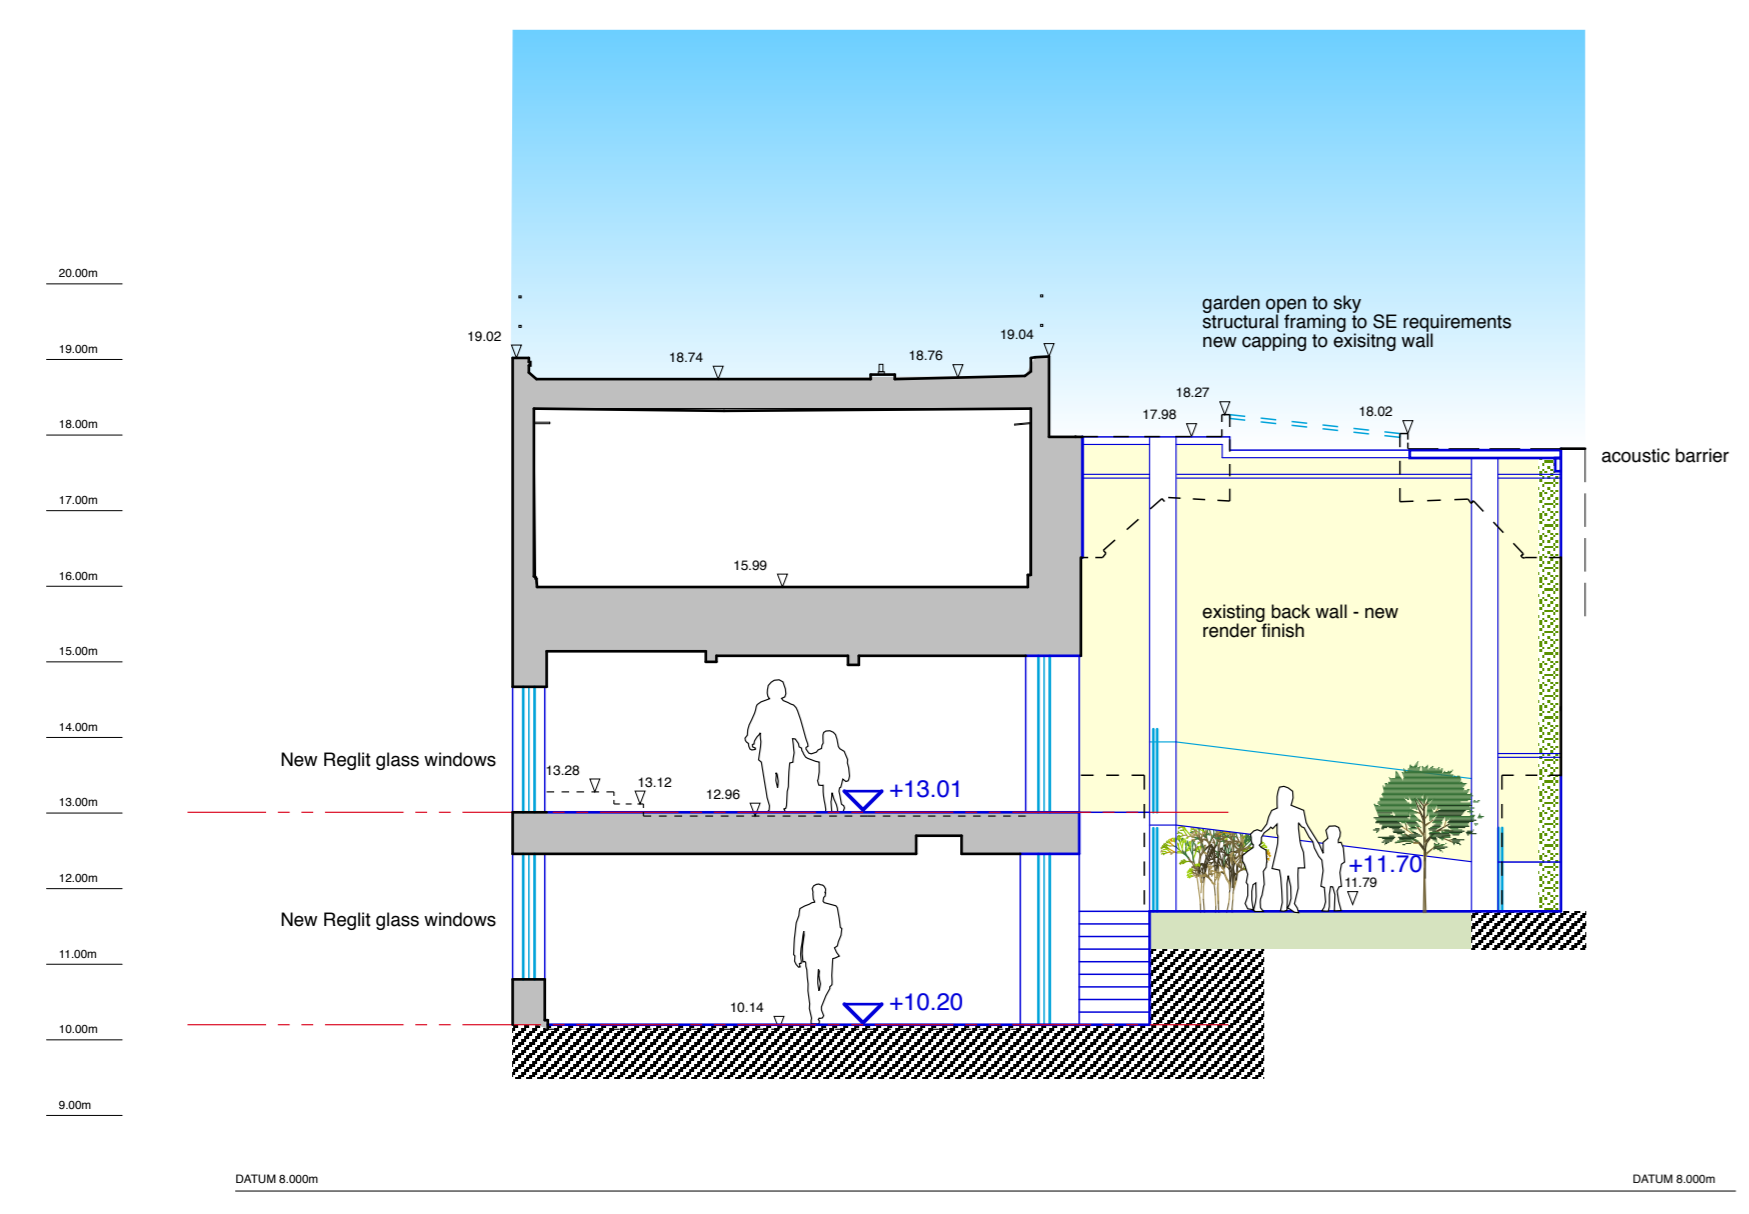 20.00m
garden open to sky
structural framing to SE requirements
new capping to exisitng wall
19.02
19.04
19.00m
18.74
18.76
18.27
17.98
18.02
18.00m
acoustic barrier
17.00m
15.99
16.00m
existing back wall - new
render finish
15.00m
14.00m
New Reglit glass windows
13.28
13.12
12.96
+13.01
13.00m
+11.70
11.79
12.00m
New Reglit glass windows
11.00m
10.14
+10.20
10.00m
9.00m
DATUM 8.000m
DATUM 8.000m